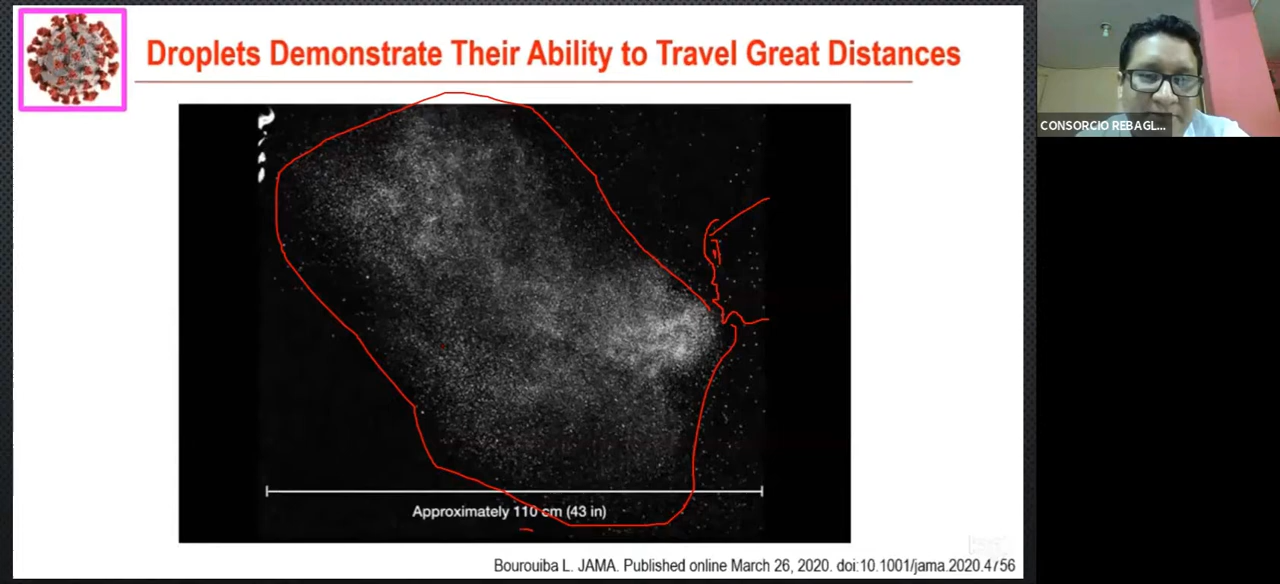 Droplets Demonstrate Their Ability to Travel Great Distances
CONSORCIO REBAGL...
Approximately 110 cm (43 in)
Bourouiba L. JAMA. Published online March 26, 2020. doi:10.1001/jama.2020.4756